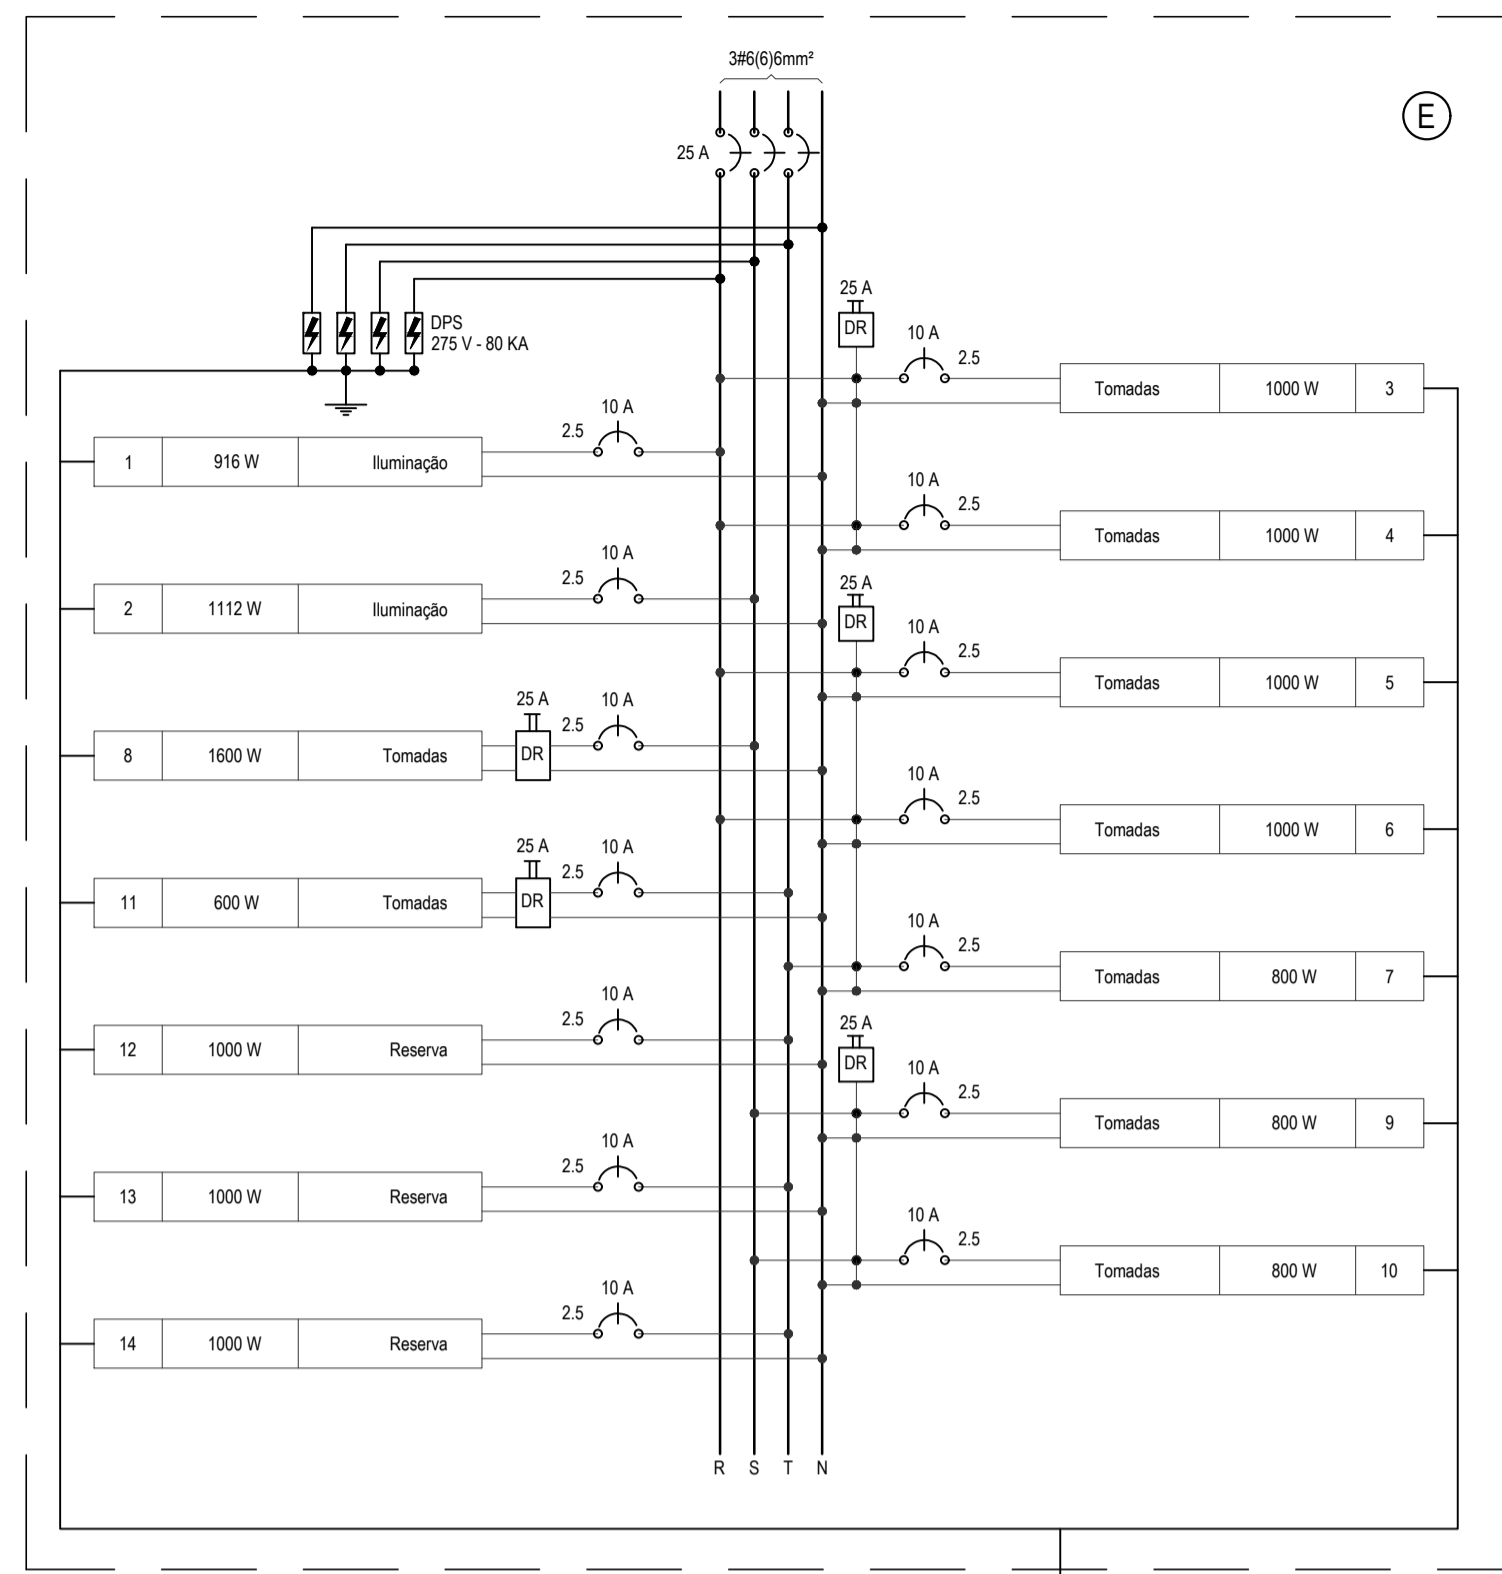 3#6(6)6mm²
E
25 A
DPS
275 V - 80 KA
25 A
DR
10 A
2.5
Tomadas 1000 W 3
10 A
2.5
1 916 W Iluminação
10 A
2.5
Tomadas 1000 W 4
10 A
2.5
2 1112 W Iluminação
25 A
DR
10 A
2.5
Tomadas 1000 W 5
25 A
DR
2.5
10 A
8 1600 W Tomadas
10 A
2.5
Tomadas 1000 W 6
25 A
DR
2.5
10 A
11 600 W Tomadas
10 A
2.5
Tomadas 800 W 7
10 A
2.5
12 1000 W Reserva
25 A
DR
10 A
2.5
Tomadas 800 W 9
10 A
2.5
13 1000 W Reserva
10 A
2.5
Tomadas 800 W 10
10 A
2.5
14 1000 W Reserva
R S T N